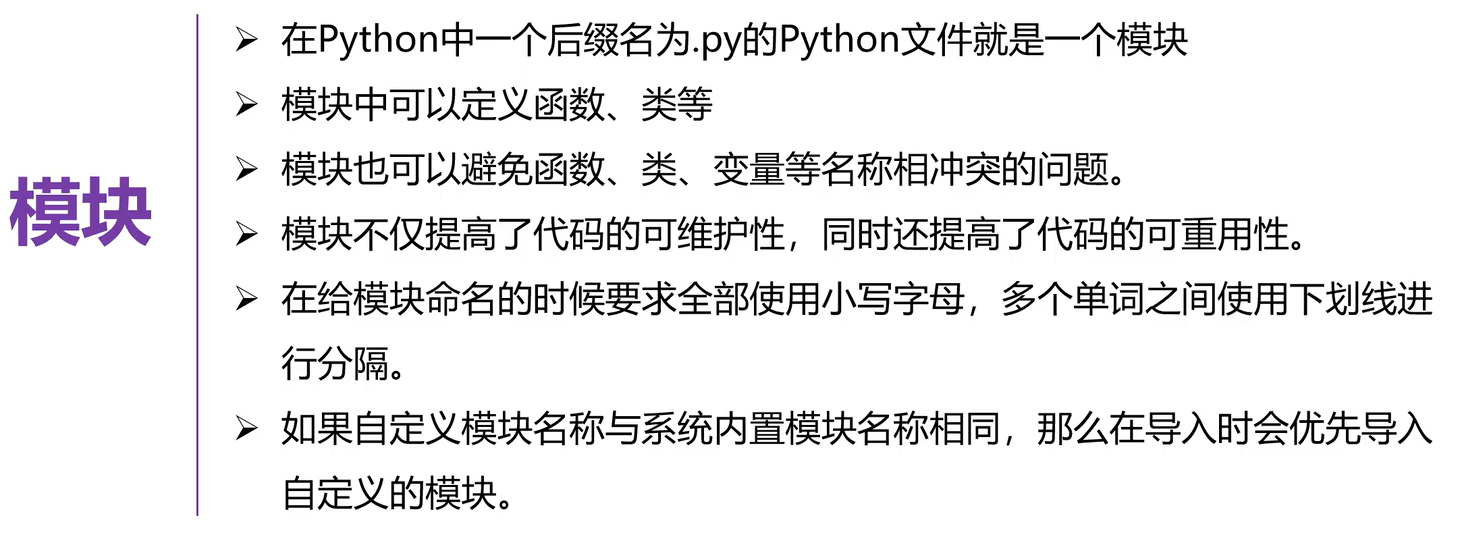 模块
➢ 在Python中一个后缀名为.py的Python文件就是一个模块
➢ 模块中可以定义函数、类等
➢ 模块也可以避免函数、类、变量等名称相冲突的问题。
➢ 模块不仅提高了代码的可维护性，同时还提高了代码的可重用性。
➢ 在给模块命名的时候要求全部使用小写字母，多个单词之间使用下划线进
行分隔。
➢ 如果自定义模块名称与系统内置模块名称相同，那么在导入时会优先导入
自定义的模块。